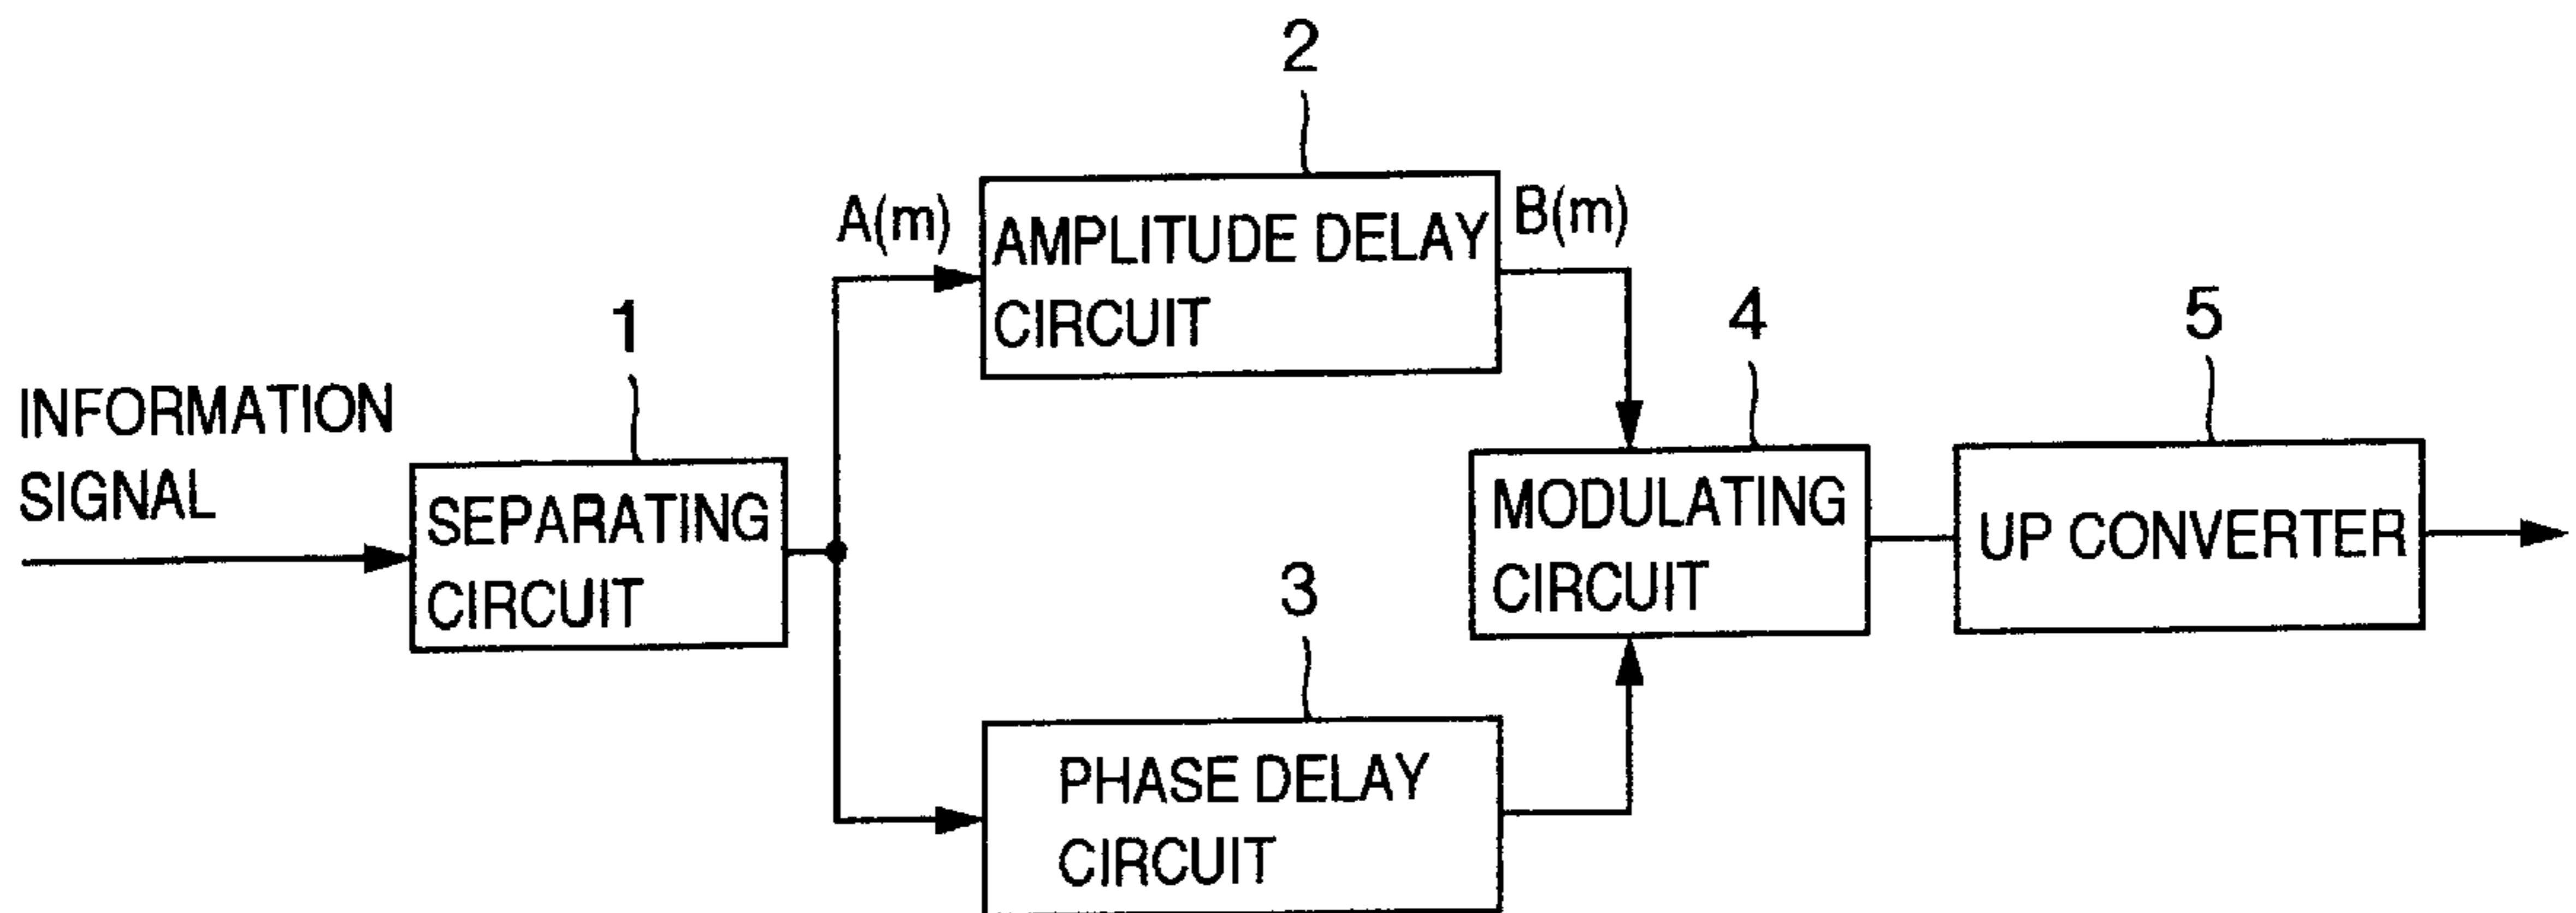 2
A(m)
AMPLITUDE DELAY
CIRCUIT
B(m)
1
4
5
INFORMATION
SIGNAL
SEPARATING
CIRCUIT
MODULATING
CIRCUIT
UP CONVERTER
3
PHASE DELAY
CIRCUIT